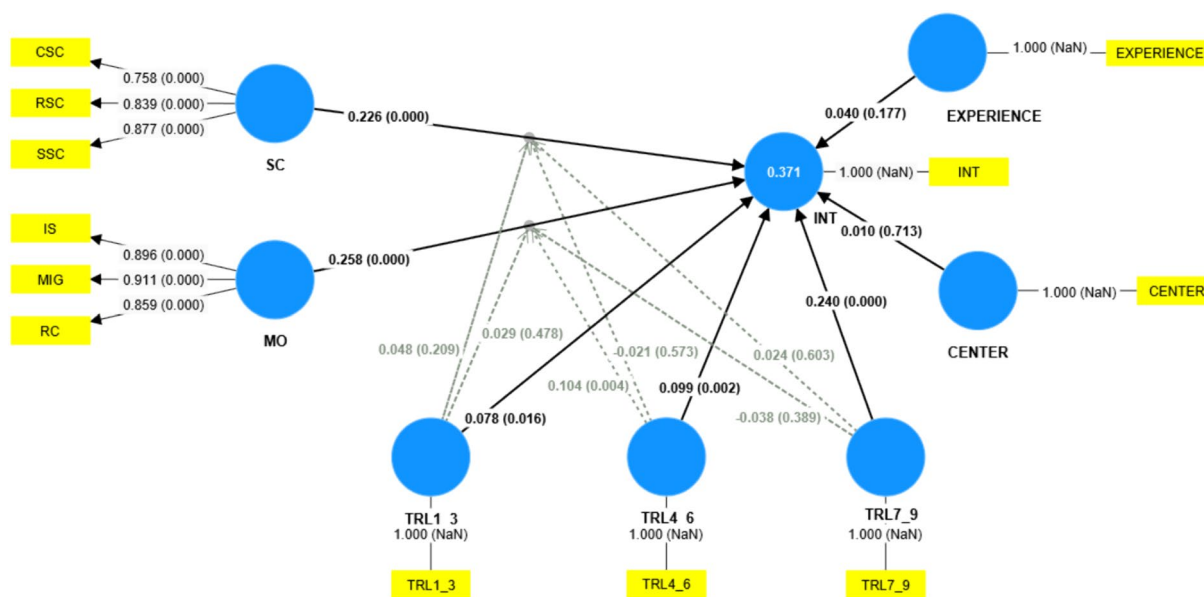 CSC
0.758 (0.000)
RSC
0.839 (0.000)
SSC
0.877 (0.000)
SC
0.226 (0.000)
IS
0.896 (0.000)
MIG
0.911 (0.000)
RC
0.859 (0.000)
MO
0.258 (0.000)
1.000 (NaN)
EXPERIENCE
EXPERIENCE
0.040 (0.177)
0.371
1.000 (NaN)
INT
INT
0.010 (0.713)
1.000 (NaN)
CENTER
CENTER
0.240 (0.000)
0.048 (0.209)
0.029 (0.478)
-0.021 (0.573)
0.024 (0.603)
0.104 (0.004)
0.099 (0.002)
-0.038 (0.389)
0.078 (0.016)
TRL1_3
1.000 (NaN)
TRL1_3
TRL4_6
1.000 (NaN)
TRL4_6
TRL7_9
1.000 (NaN)
TRL7_9